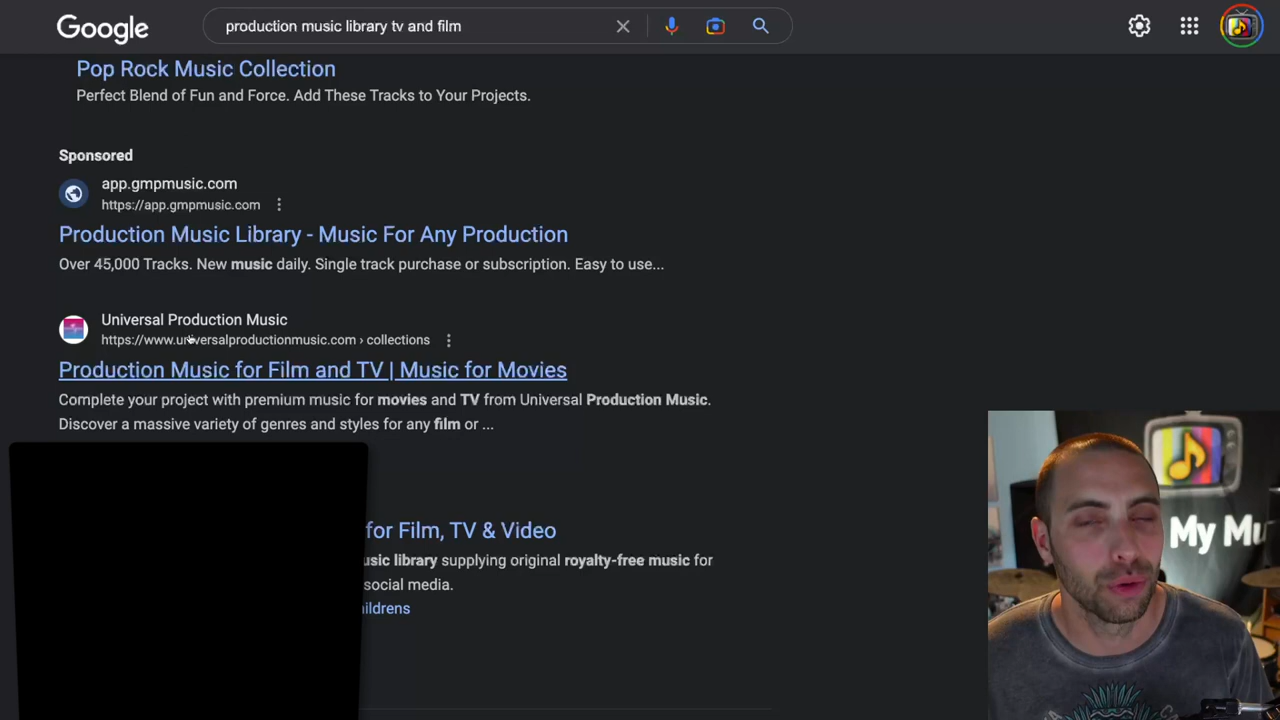 Google
production music library tv and film
Pop Rock Music Collection
Perfect Blend of Fun and Force. Add These Tracks to Your Projects.
Sponsored
app.gmpmusic.com
https://app.gmpmusic.com
Production Music Library - Music For Any Production
Over 45,000 Tracks. New music daily. Single track purchase or subscription. Easy to use...
Universal Production Music
https://www.universalproductionmusic.com › collections
Production Music for Film and TV | Music for Movies
Complete your project with premium music for movies and TV from Universal Production Music.
Discover a massive variety of genres and styles for any film or ...
for Film, TV & Video
library supplying original royalty-free music for
social media.
My